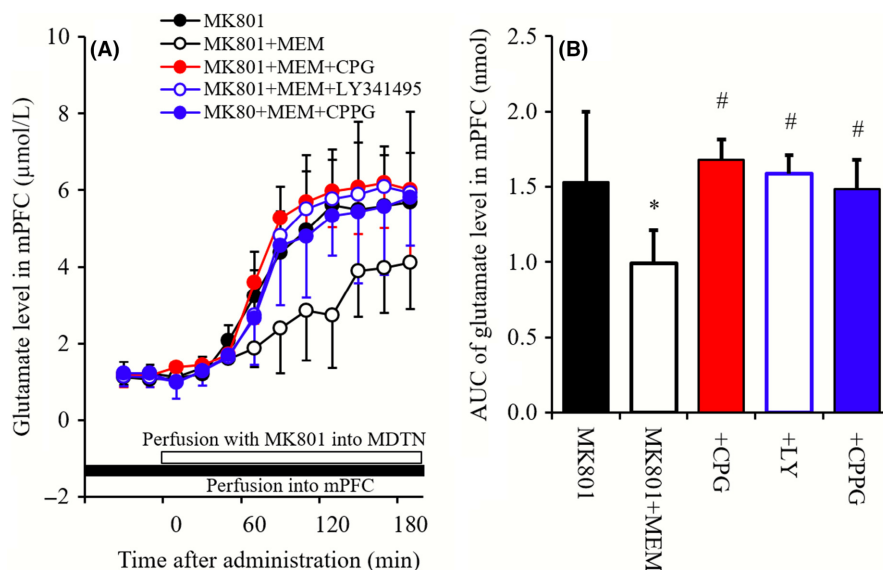 (A)
MK801
MK801+MEM
MK801+MEM+CPG
MK801+MEM+LY341495
MK80+MEM+CPPG
Glutamate level in mPFC (μmol/L)
10
8
6
4
2
0
–2
Perfusion with MK801 into MDTN
Perfusion into mPFC
0 60 120 180
Time after administration (min)
(B)
AUC of glutamate level in mPFC (nmol)
2.5
2.0
1.5
1.0
0.5
0.0
*
# # #
MK801
MK801+MEM
+CPG
+LY
+CPPG